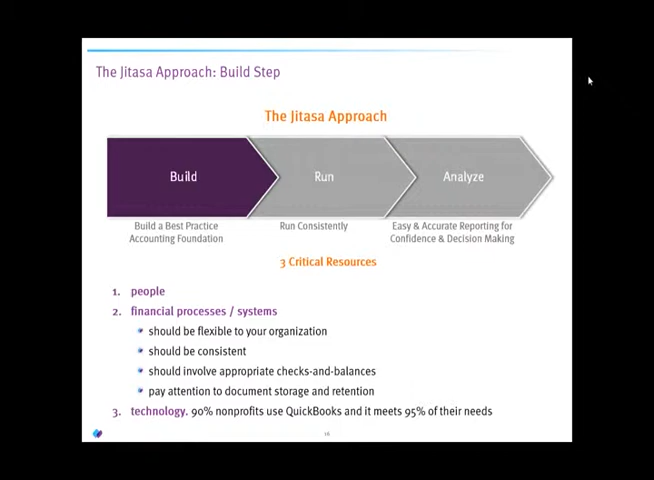 The Jitasa Approach: Build Step
The Jitasa Approach
Build
Run
Analyze
Build a Best Practice
Accounting Foundation
Run Consistently
Easy & Accurate Reporting for
Confidence & Decision Making
3 Critical Resources
1. people
2. financial processes / systems
should be flexible to your organization
should be consistent
should involve appropriate checks-and-balances
pay attention to document storage and retention
3. technology. 90% nonprofits use QuickBooks and it meets 95% of their needs
16